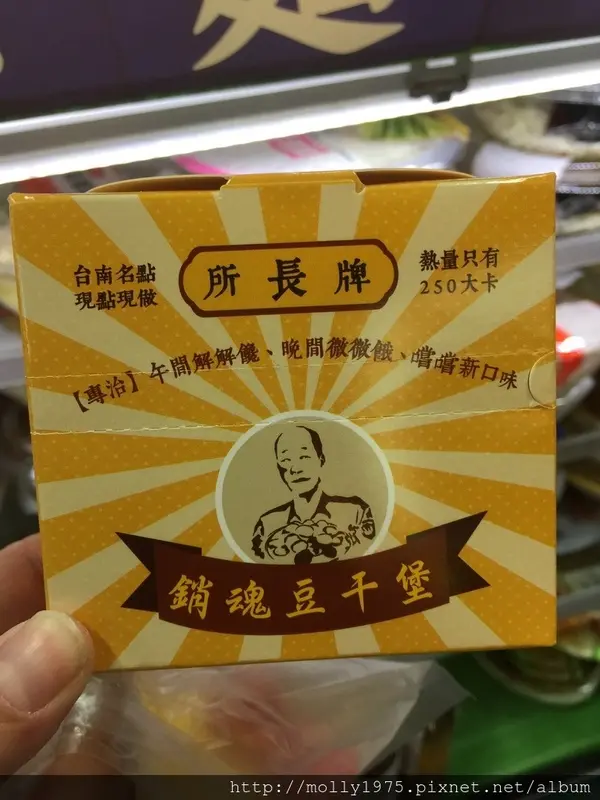 台南名點
現點現做
所長牌
熱量只有
250大卡
【專治】午間解解饞、晚間微微餓、嚐嚐新口味
銷魂豆干堡
http://molly1975.pixnet.net/album